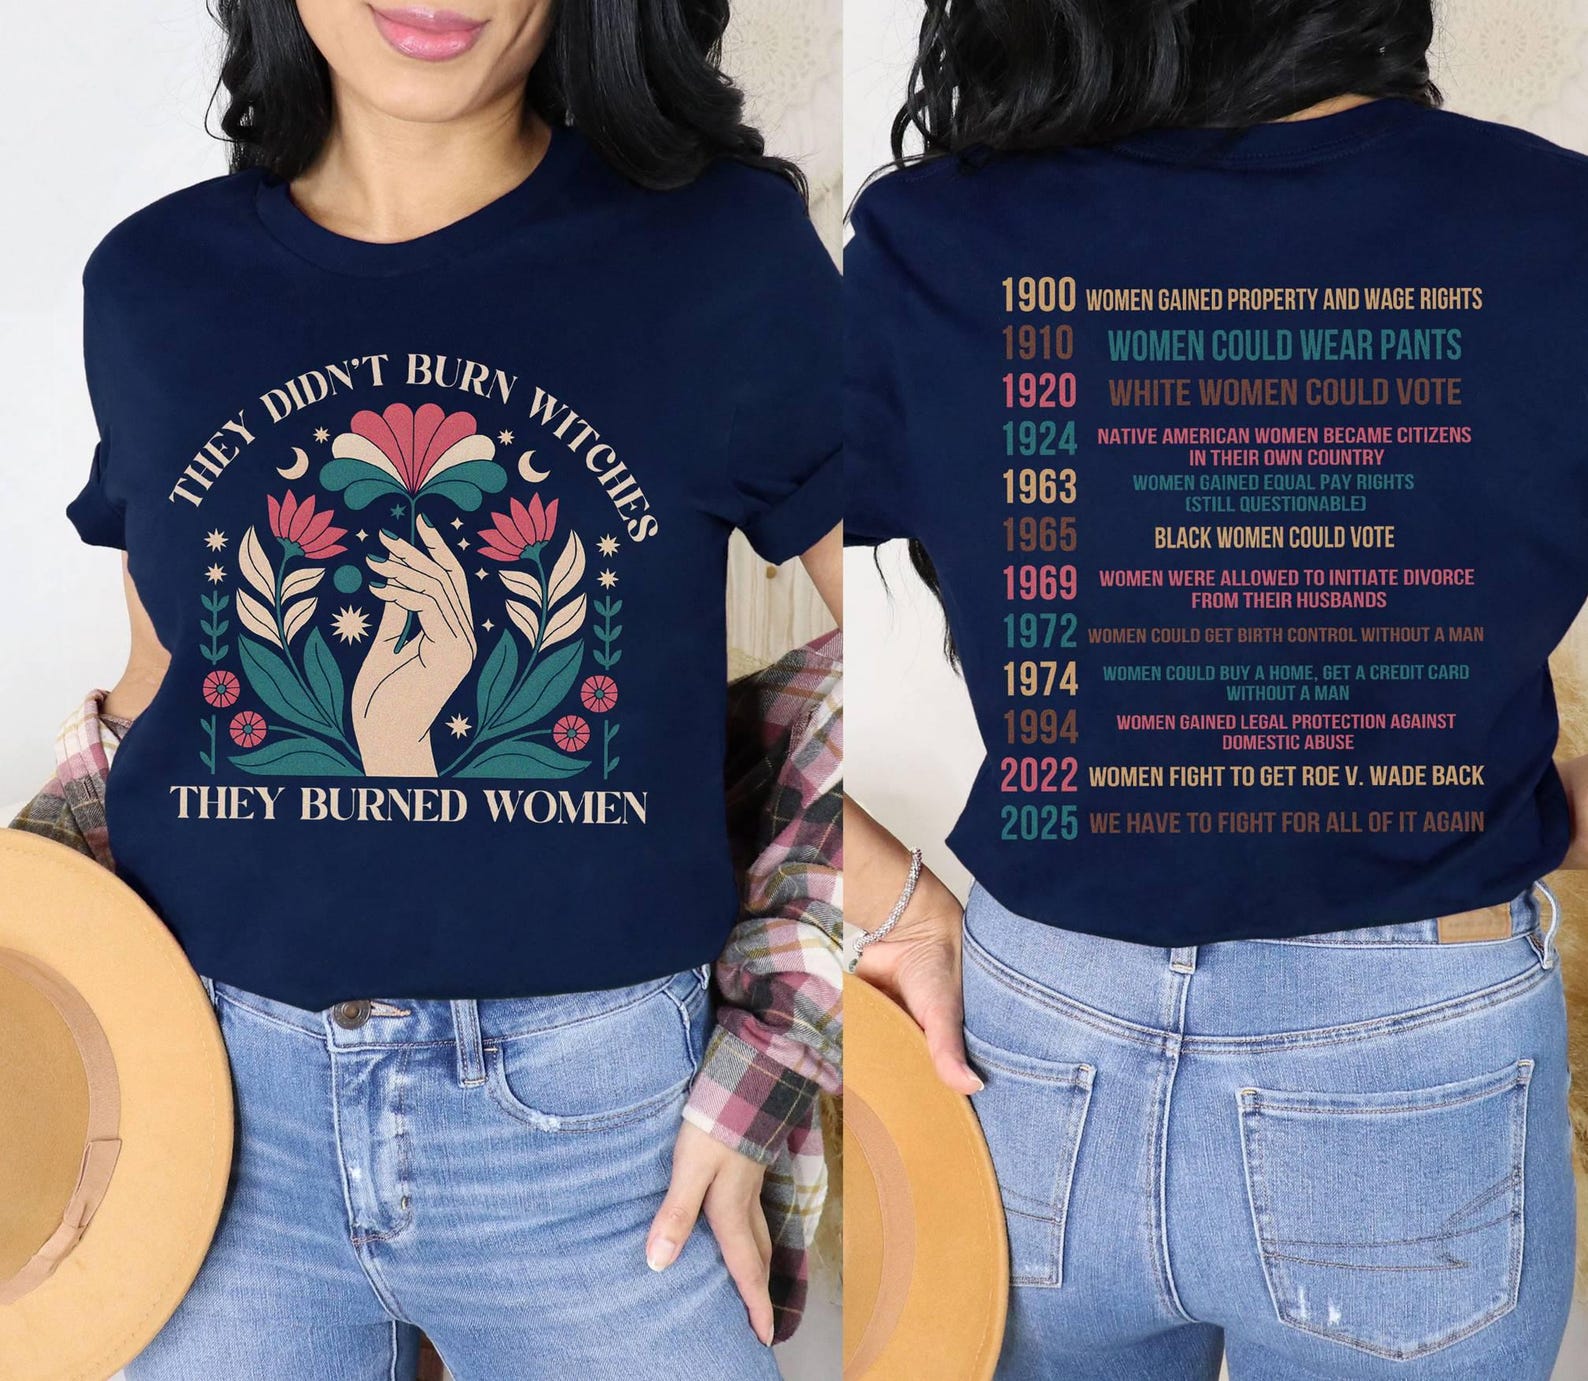 THEY DIDN'T BURN WITCHES
THEY BURNED WOMEN
1900 WOMEN GAINED PROPERTY AND WAGE RIGHTS
1910 WOMEN COULD WEAR PANTS
1920 WHITE WOMEN COULD VOTE
1924 NATIVE AMERICAN WOMEN BECAME CITIZENS
IN THEIR OWN COUNTRY
1963 WOMEN GAINED EQUAL PAY RIGHTS
(STILL QUESTIONABLE)
1965 BLACK WOMEN COULD VOTE
1969 WOMEN WERE ALLOWED TO INITIATE DIVORCE
FROM THEIR HUSBANDS
1972 WOMEN COULD GET BIRTH CONTROL WITHOUT A MAN
1974 WOMEN COULD BUY A HOME, GET A CREDIT CARD
WITHOUT A MAN
1994 WOMEN GAINED LEGAL PROTECTION AGAINST
DOMESTIC ABUSE
2022 WOMEN FIGHT TO GET ROE V. WADE BACK
2025 WE HAVE TO FIGHT FOR ALL OF IT AGAIN